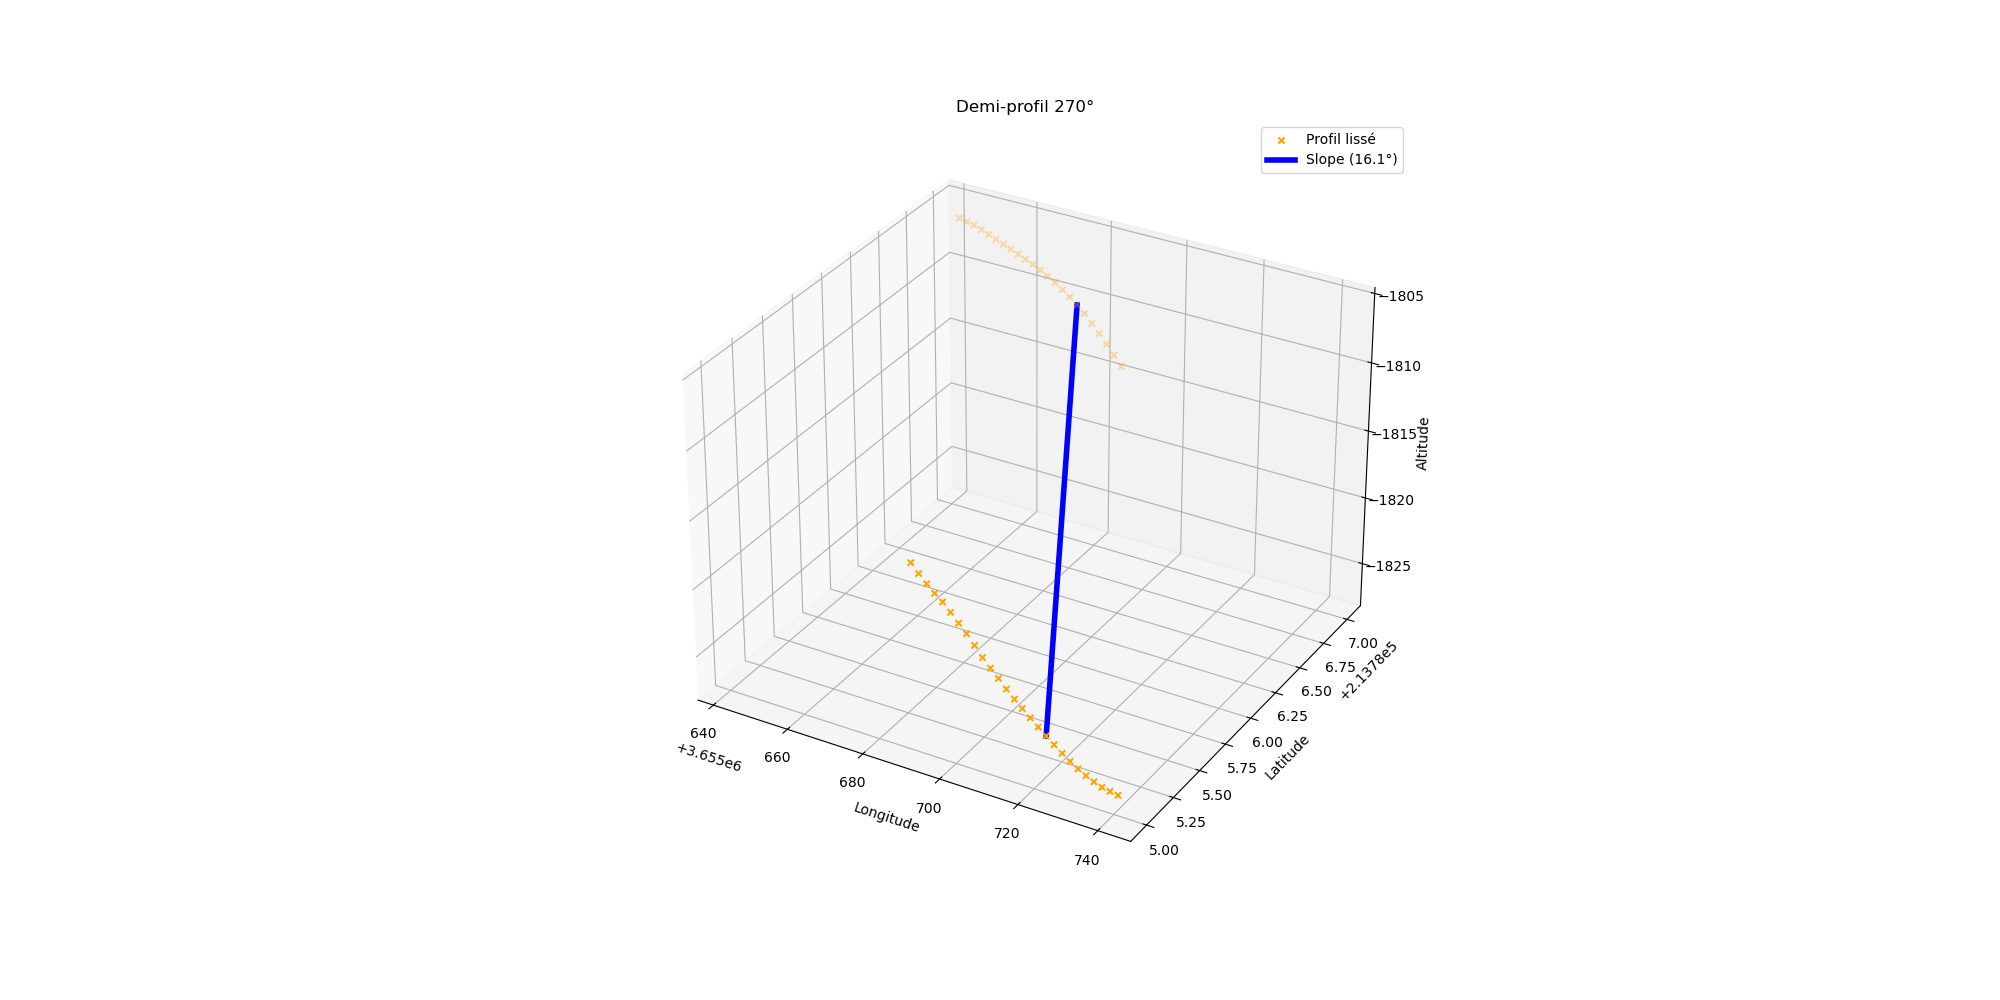 Demi-profil 270°
Profil lissé
Slope (16.1°)
−1805
−1810
−1815
−1820
−1825
Altitude
7.00
6.75
6.50
6.25
6.00
5.75
5.50
5.25
5.00
+2.1378e5
Latitude
640
660
680
700
720
740
+3.655e6
Longitude